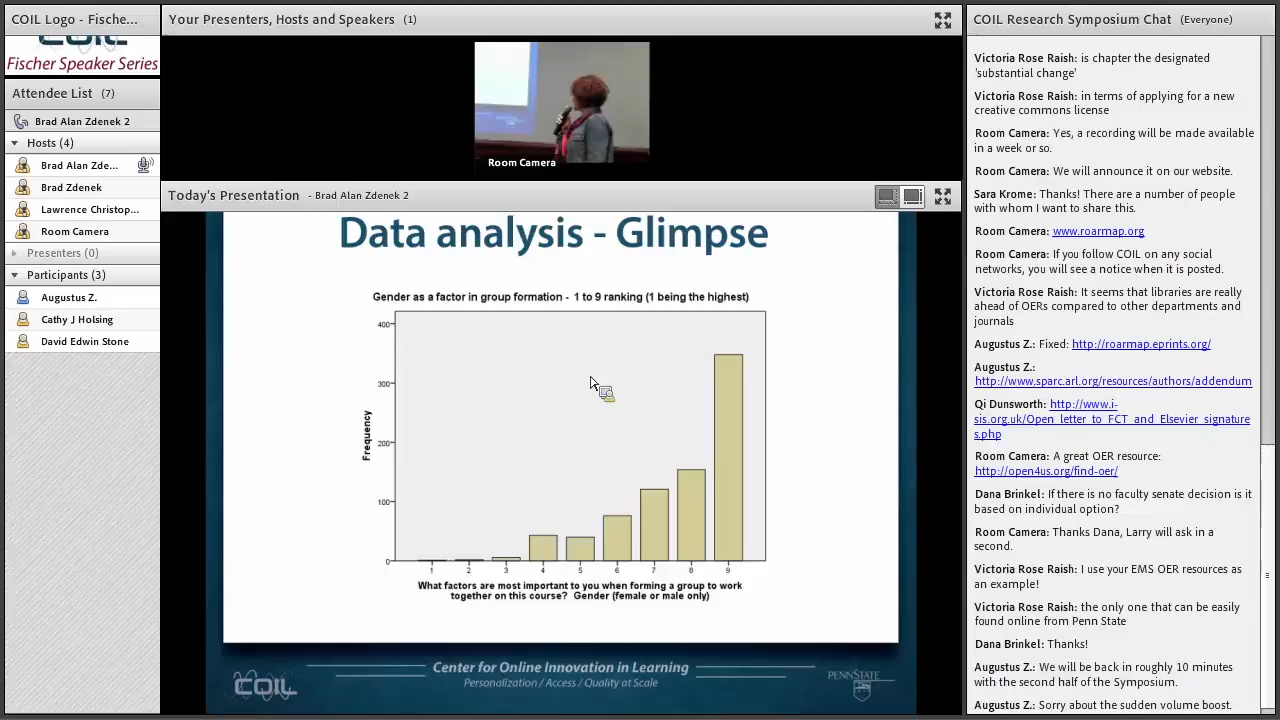 COIL Logo - Fische...
COIL
Fischer Speaker Series
Attendee List (7)
Brad Alan Zdenek 2
Hosts (4)
Brad Alan Zde...
Brad Zdenek
Lawrence Christop...
Room Camera
Presenters (0)
Participants (3)
Augustus Z.
Cathy J Holsing
David Edwin Stone
Your Presenters, Hosts and Speakers (1)
Room Camera
Today's Presentation - Brad Alan Zdenek 2
Data analysis - Glimpse
Gender as a factor in group formation - 1 to 9 ranking (1 being the highest)
Frequency
400
300
200
100
0
1 2 3 4 5 6 7 8 9
What factors are most important to you when forming a group to work
together on this course? Gender (female or male only)
COIL
Center for Online Innovation in Learning
Personalization / Access / Quality at Scale
PENNSTATE
COIL Research Symposium Chat (Everyone)
Victoria Rose Raish: is chapter the designated
'substantial change'
Victoria Rose Raish: in terms of applying for a new
creative commons license
Room Camera: Yes, a recording will be made available
in a week or so.
Room Camera: We will announce it on our website.
Sara Krome: Thanks! There are a number of people
with whom I want to share this.
Room Camera: www.roarmap.org
Room Camera: If you follow COIL on any social
networks, you will see a notice when it is posted.
Victoria Rose Raish: It seems that libraries are really
ahead of OERs compared to other departments and
journals
Augustus Z.: Fixed: http://roarmap.eprints.org/
Augustus Z.:
http://www.sparc.arl.org/resources/authors/addendum
Qi Dunsworth: http://www.i-
sis.org.uk/Open_letter_to_FCT_and_Elsevier_signature
s.php
Room Camera: A great OER resource:
http://open4us.org/find-oer/
Dana Brinkel: If there is no faculty senate decision is it
based on individual option?
Room Camera: Thanks Dana, Larry will ask in a
second.
Victoria Rose Raish: I use your EMS OER resources as
an example!
Victoria Rose Raish: the only one that can be easily
found online from Penn State
Dana Brinkel: Thanks!
Augustus Z.: We will be back in roughly 10 minutes
with the second half of the Symposium.
Augustus Z.: Sorry about the sudden volume boost.